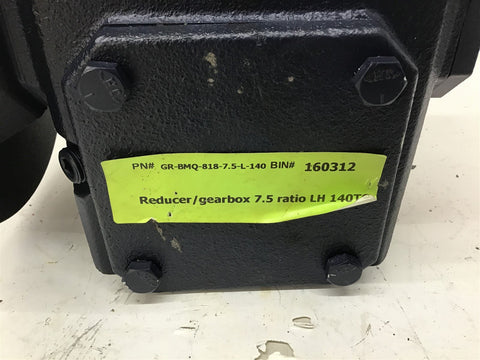 PN# GR-BMQ-818-7.5-L-140 BIN# 160312
Reducer/gearbox 7.5 ratio LH 140T